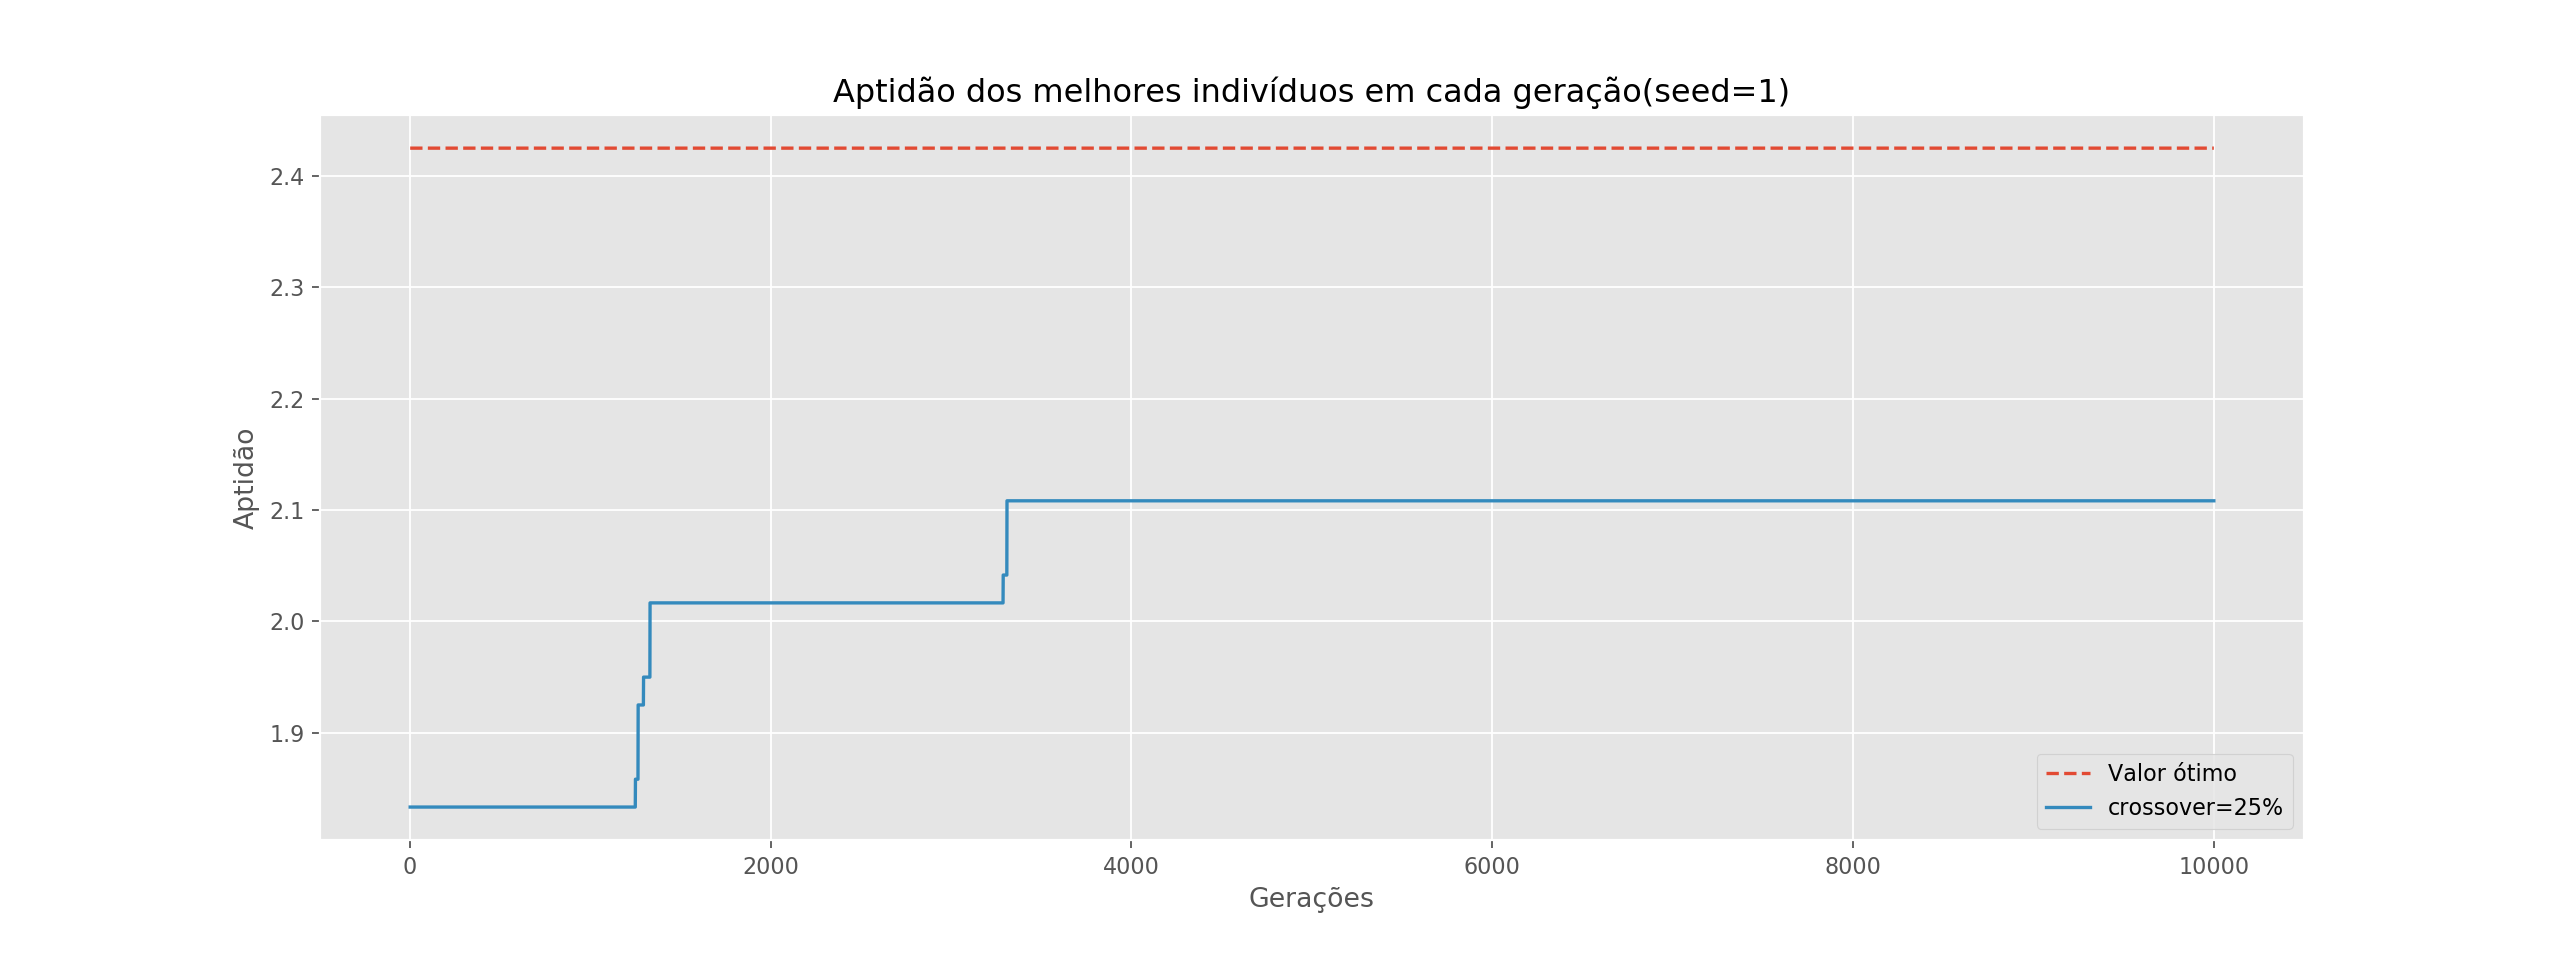 Aptidão dos melhores indivíduos em cada geração(seed=1)
2.4
2.3
2.2
2.1
2.0
1.9
Aptidão
Valor ótimo
crossover=25%
0 2000 4000 6000 8000 10000
Gerações